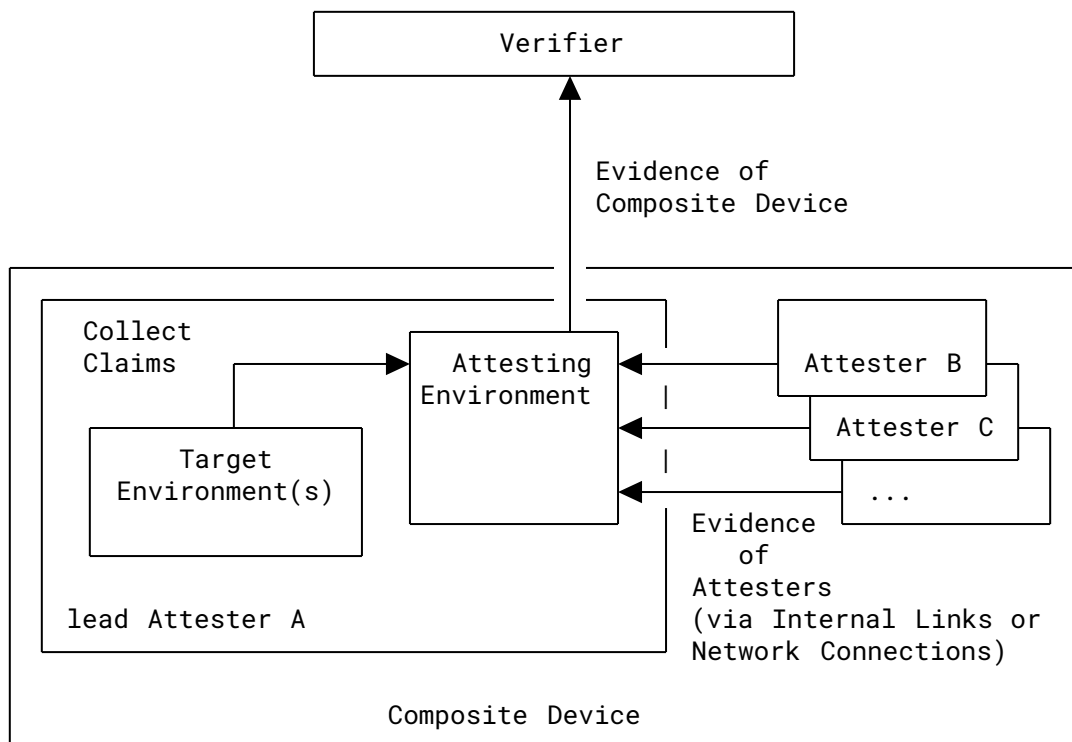 Verifier
Evidence of
Composite Device
Collect
Claims
Attesting
Environment
Attester B
Attester C
...
Target
Environment(s)
Evidence
of
Attesters
(via Internal Links or
Network Connections)
lead Attester A
Composite Device